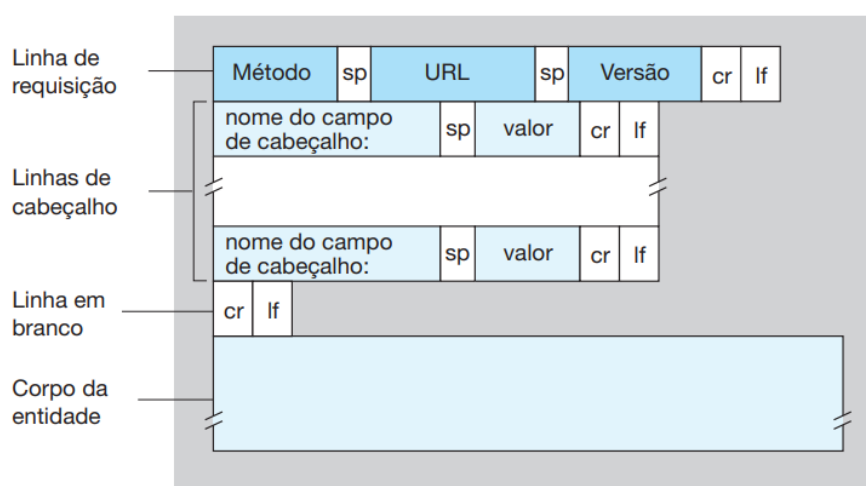 Linha de
requisição
Método sp URL sp Versão cr lf
nome do campo
de cabeçalho:
sp valor cr lf
Linhas de
cabeçalho
nome do campo
de cabeçalho:
sp valor cr lf
Linha em
branco
cr lf
Corpo da
entidade